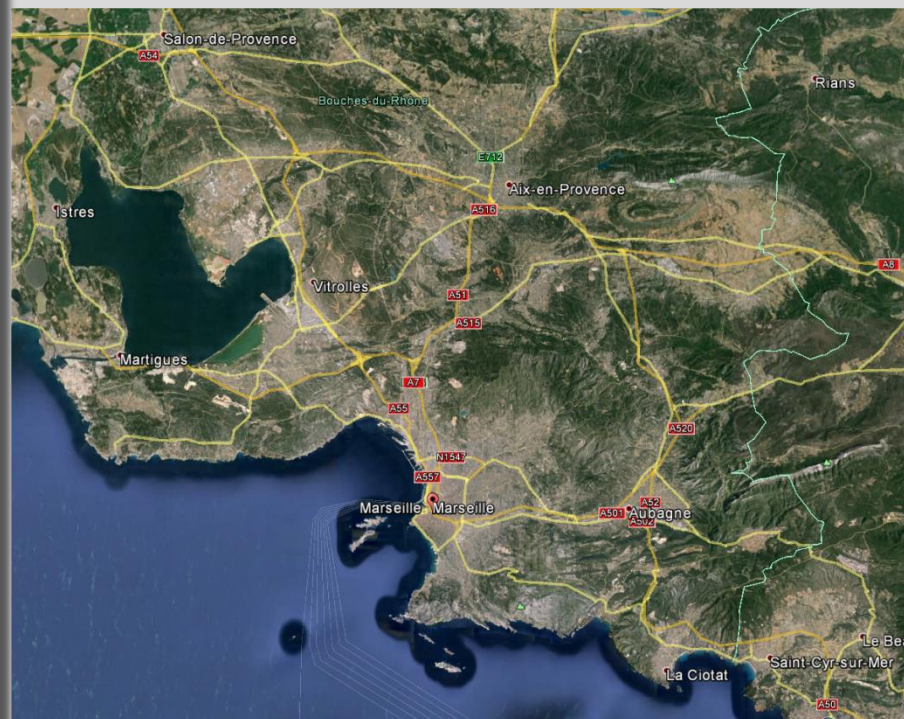 Salon-de-Provence
A54
Rians
Bouches-du-Rhône
E712
Aix-en-Provence
Istres
A516
A8
Vitrolles
A51
A515
Martigues
A7
A55
A520
N1547
A557
Marseille Marseille
A52
A501 Aubagne
A502
Le Bea
Saint-Cyr-sur-Mer
La Ciotat
A50